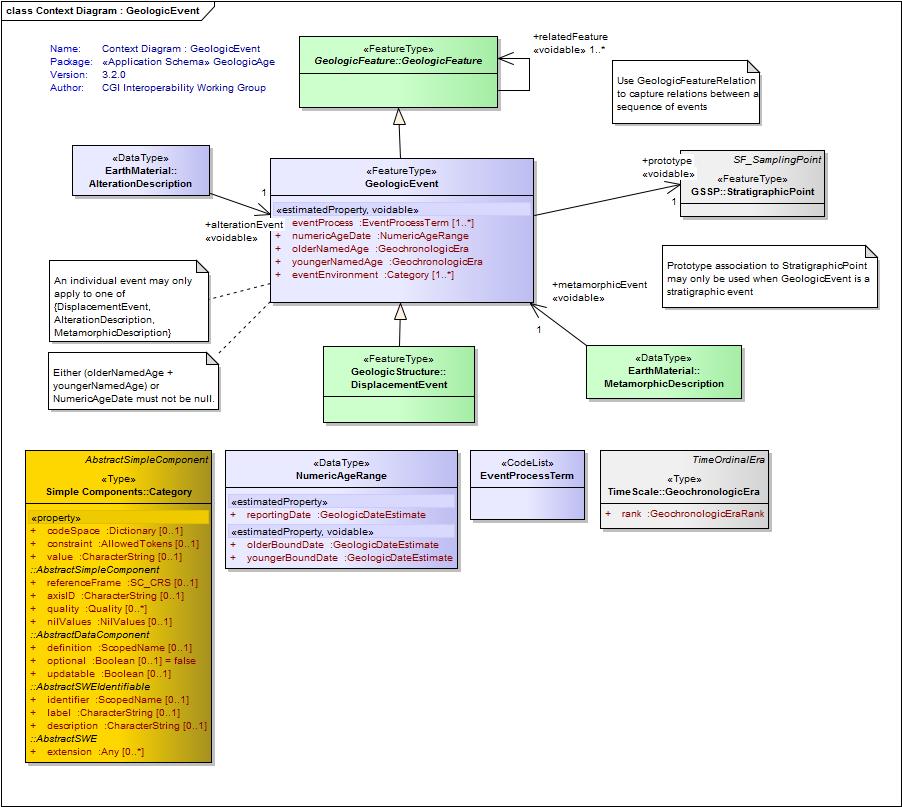 class Context Diagram : GeologicEvent
Name: Context Diagram : GeologicEvent
Package: «Application Schema» GeologicAge
Version: 3.2.0
Author: CGI Interoperability Working Group
«FeatureType»
GeologicFeature::GeologicFeature
+relatedFeature
«voidable» 1..*
Use GeologicFeatureRelation
to capture relations between a
sequence of events
«DataType»
EarthMaterial::
AlterationDescription
1
+alterationEvent
«voidable»
«FeatureType»
GeologicEvent
«estimatedProperty, voidable»
+ eventProcess :EventProcessTerm [1..*]
+ numericAgeDate :NumericAgeRange
+ olderNamedAge :GeochronologicEra
+ youngerNamedAge :GeochronologicEra
+ eventEnvironment :Category [1..*]
+prototype
«voidable»
1
SF_SamplingPoint
«FeatureType»
GSSP::StratigraphicPoint
Prototype association to StratigraphicPoint
may only be used when GeologicEvent is a
stratigraphic event
An individual event may only
apply to one of
{DisplacementEvent,
AlterationDescription,
MetamorphicDescription}
Either (olderNamedAge +
youngerNamedAge) or
NumericAgeDate must not be null.
+metamorphicEvent
«voidable»
1
«FeatureType»
GeologicStructure::
DisplacementEvent
«DataType»
EarthMaterial::
MetamorphicDescription
AbstractSimpleComponent
«Type»
Simple Components::Category
«property»
+ codeSpace :Dictionary [0..1]
+ constraint :AllowedTokens [0..1]
+ value :CharacterString [0..1]
::AbstractSimpleComponent
+ referenceFrame :SC_CRS [0..1]
+ axisID :CharacterString [0..1]
+ quality :Quality [0..*]
+ nilValues :NilValues [0..1]
::AbstractDataComponent
+ definition :ScopedName [0..1]
+ optional :Boolean [0..1] = false
+ updatable :Boolean [0..1]
::AbstractSWEIdentifiable
+ identifier :ScopedName [0..1]
+ label :CharacterString [0..1]
+ description :CharacterString [0..1]
::AbstractSWE
+ extension :Any [0..*]
«DataType»
NumericAgeRange
«estimatedProperty»
+ reportingDate :GeologicDateEstimate
«estimatedProperty, voidable»
+ olderBoundDate :GeologicDateEstimate
+ youngerBoundDate :GeologicDateEstimate
«CodeList»
EventProcessTerm
TimeOrdinalEra
«Type»
TimeScale::GeochronologicEra
+ rank :GeochronologicEraRank